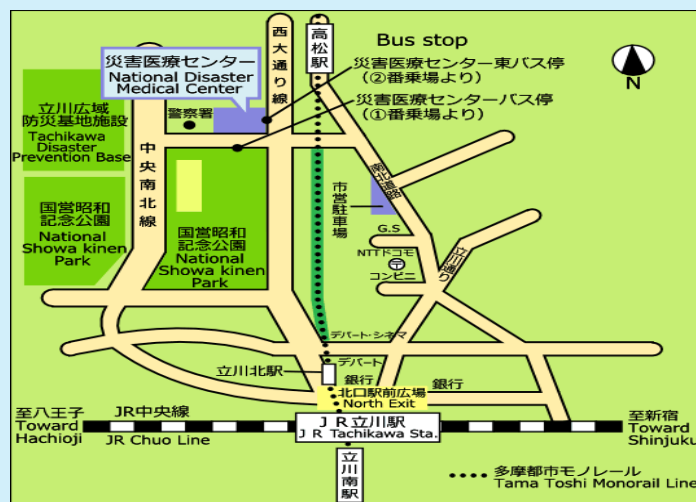 西大通り線
高松駅
Bus stop
災害医療センター
National Disaster
Medical Center
災害医療センター東バス停
(②番乗場より)
災害医療センターバス停
(①番乗場より)
N
立川広域
防災基地施設
Tachikawa
Disaster
Prevention Base
警察署
中央南北線
南北道路
市営駐車場
国営昭和
記念公園
National
Showa kinen
Park
国営昭和
記念公園
National
Showa kinen
Park
G.S
NTTドコモ
コンビニ
立川通り
デパート・シネマ
デパート
立川北駅
銀行
銀行
北口駅前広場
North Exit
至八王子
Toward
Hachioji
JR中央線
JR Chuo Line
JR立川駅
JR Tachikawa Sta.
至新宿
Toward
Shinjuku
立川南駅
多摩都市モノレール
Tama Toshi Monorail Line